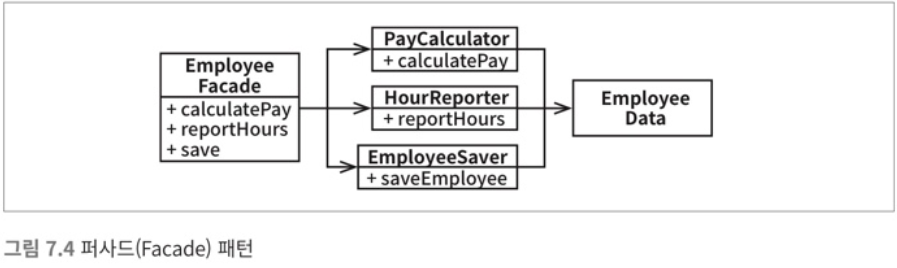 Employee
Facade
+ calculatePay
+ reportHours
+ save
PayCalculator
+ calculatePay
HourReporter
+ reportHours
EmployeeSaver
+ saveEmployee
Employee
Data
그림 7.4 퍼사드(Facade) 패턴